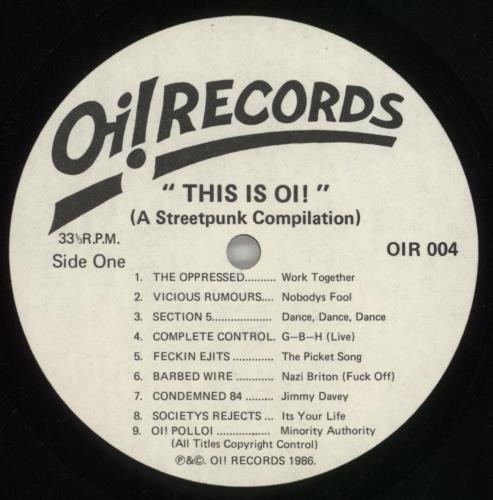 Oi! RECORDS
" THIS IS OI! "
(A Streetpunk Compilation)
33⅓R.P.M.
Side One
OIR 004
1. THE OPPRESSED.......... Work Together
2. VICIOUS RUMOURS.... Nobodys Fool
3. SECTION 5................... Dance, Dance, Dance
4. COMPLETE CONTROL. G-B-H (Live)
5. FECKIN EJITS ............. The Picket Song
6. BARBED WIRE ............ Nazi Briton (Fuck Off)
7. CONDEMNED 84 ......... Jimmy Davey
8. SOCIETYS REJECTS ... Its Your Life
9. OI! POLLOI ................. Minority Authority
(All Titles Copyright Control)
℗&©. OI! RECORDS 1986.